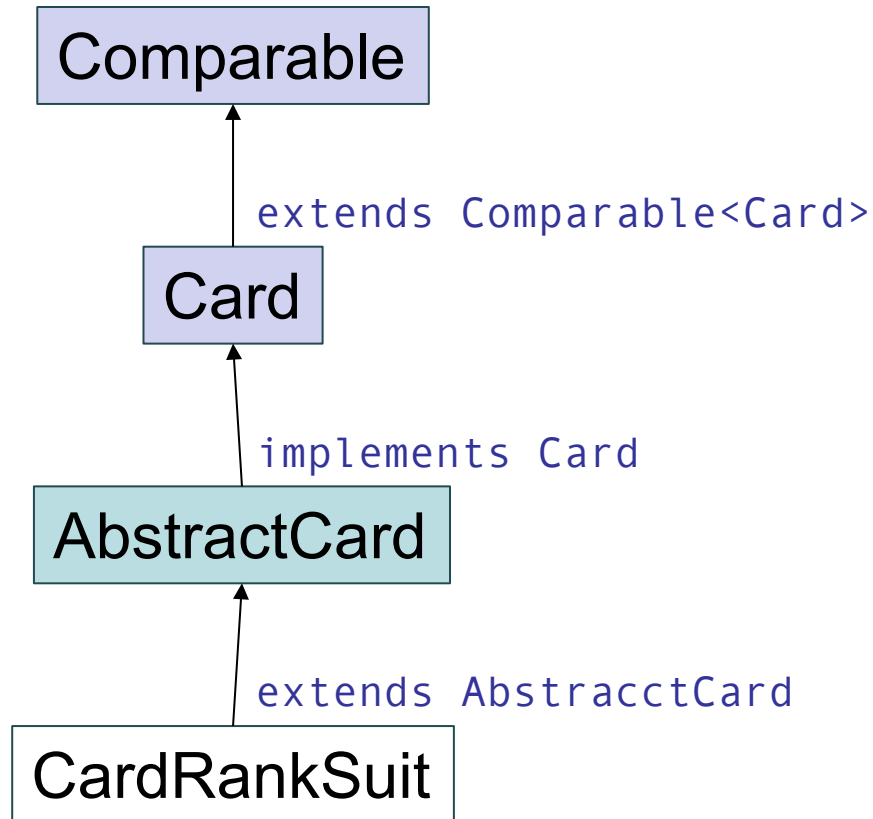 Comparable
extends Comparable<Card>
Card
implements Card
AbstractCard
extends AbstracctCard
CardRankSuit